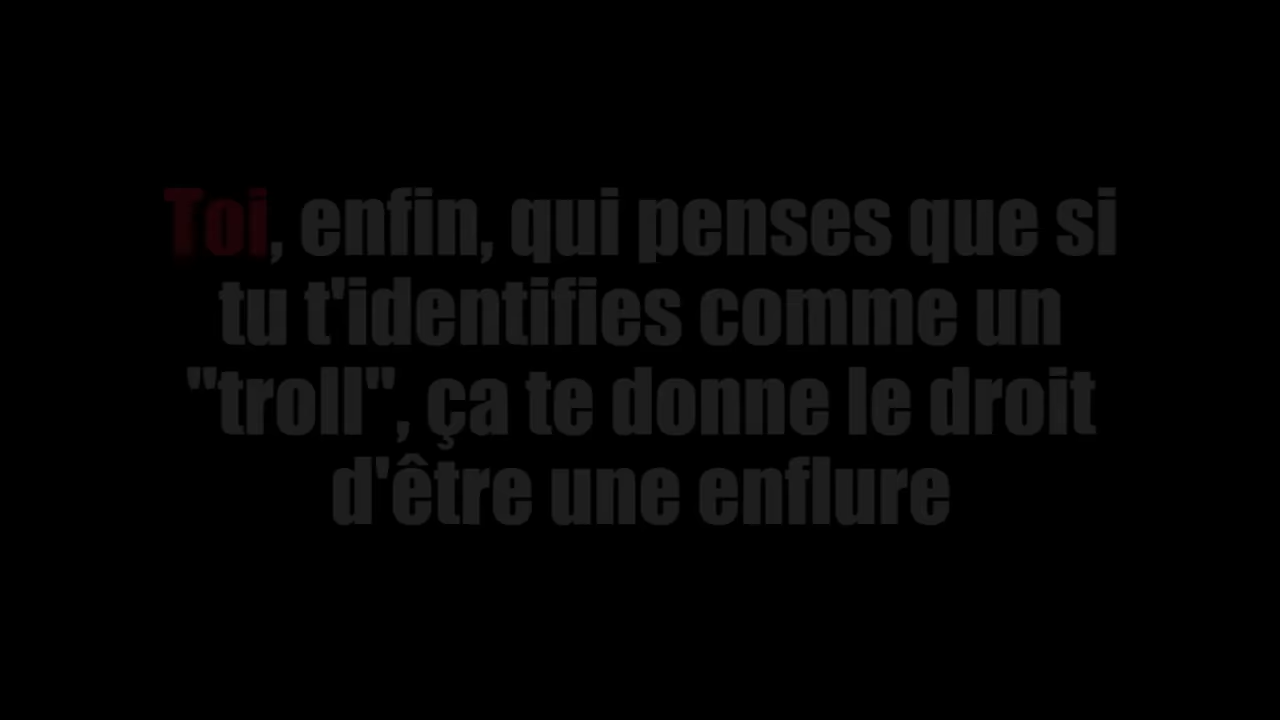 Toi, enfin, qui penses que si
tu t'identifies comme un
"troll", ça te donne le droit
d'être une enflure